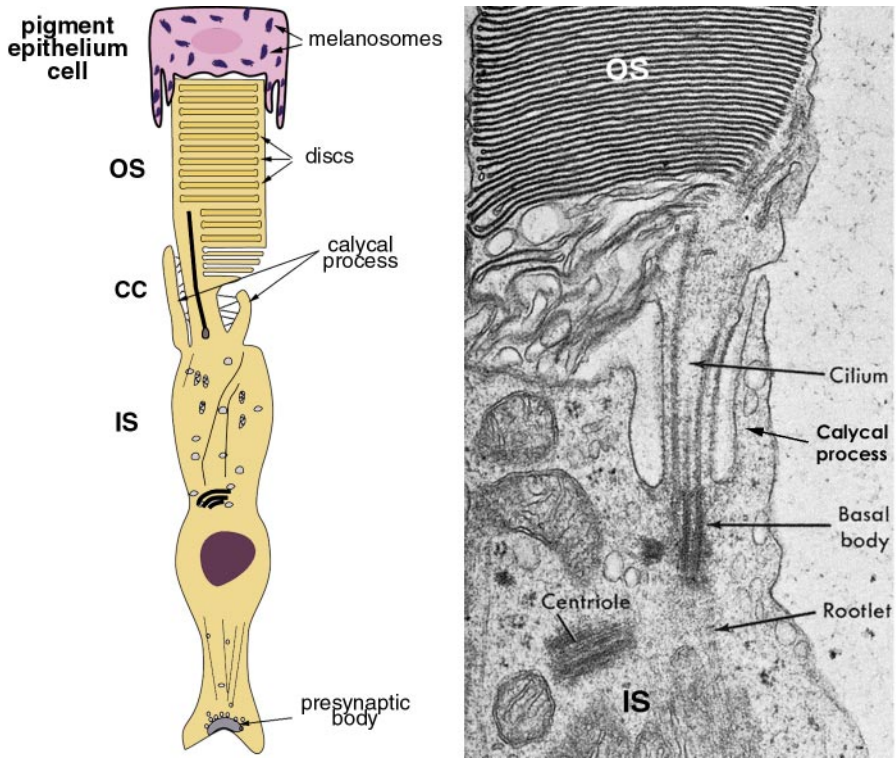 pigment
epithelium
cell
melanosomes
OS
discs
calycal
process
CC
IS
presynaptic
body
OS
Cilium
Calycal
process
Basal
body
Centriole
Rootlet
IS